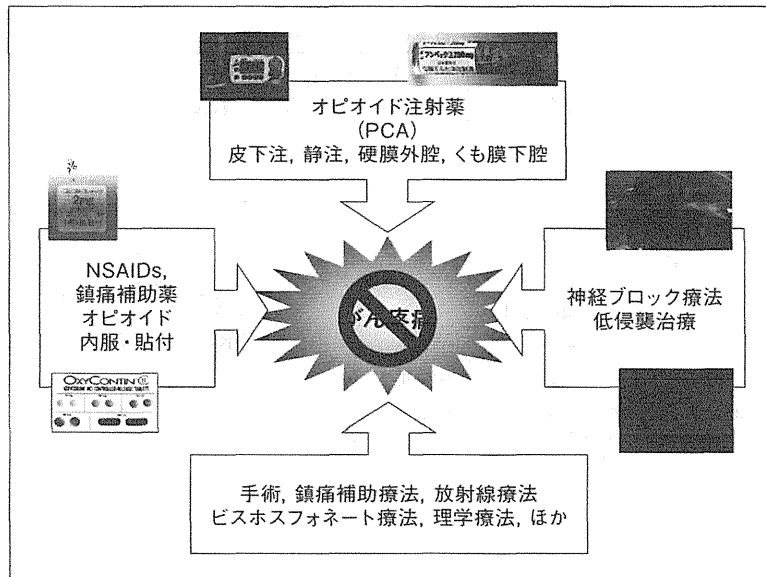 オピオイド注射薬
(PCA)
皮下注, 静注, 硬膜外腔, くも膜下腔
2mg
NSAIDs,
鎮痛補助薬
オピオイド
内服・貼付
がん疼痛
神経ブロック療法
低侵襲治療
OXYCONTIN
手術, 鎮痛補助療法, 放射線療法
ビスホスフォネート療法, 理学療法, ほか